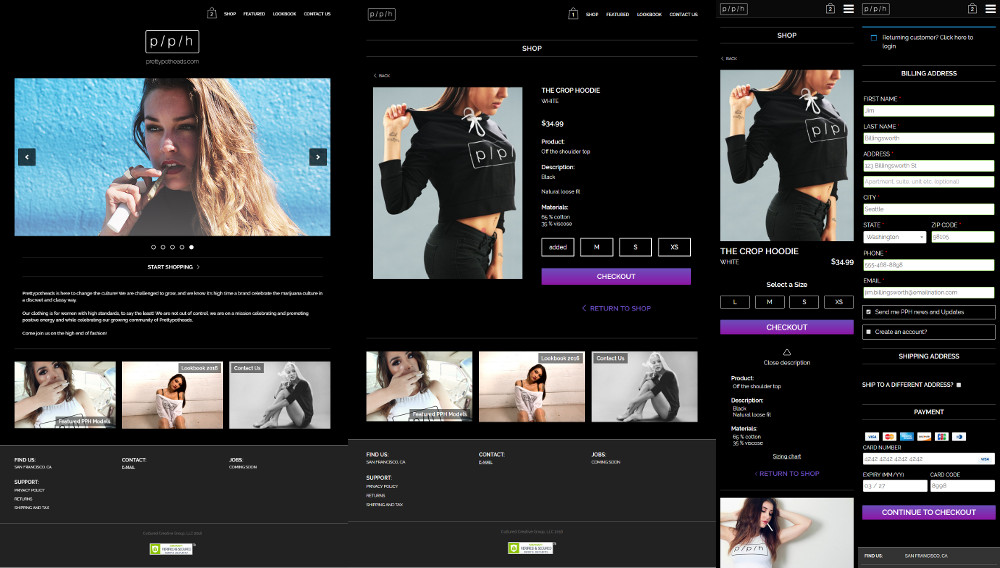 2
SHOP
FEATURED
LOOKBOOK
CONTACT US
p/p/h
prettypotheads.com
START SHOPPING
Prettypotheads is here to change the culture! We are challenged to grow, and we know it's high time a brand celebrate the marijuana culture in
a discreet and classy way.
Our clothing is for women with high standards, to say the least! We are not out of control, we are on a mission celebrating and promoting
positive energy and while celebrating our growing community of Prettypotheads.
Come join us on the high end of fashion!
Featured PPH Models
Lookbook 2016
Contact Us
FIND US:
SAN FRANCISCO, CA
CONTACT:
E-MAIL
JOBS:
COMING SOON
SUPPORT:
PRIVACY POLICY
RETURNS
SHIPPING AND TAX
VERIFIED & SECURED
p/p/h
1
SHOP
FEATURED
LOOKBOOK
CONTACT US
SHOP
BACK
p/p/h
THE CROP HOODIE
WHITE
$34.99
Product:
Off the shoulder top
Description:
Black
Natural loose fit
Materials:
65 % cotton
35 % viscose
added
M
S
XS
CHECKOUT
RETURN TO SHOP
Featured PPH Models
Lookbook 2016
Contact Us
FIND US:
SAN FRANCISCO, CA
CONTACT:
E-MAIL
JOBS:
COMING SOON
SUPPORT:
PRIVACY POLICY
RETURNS
SHIPPING AND TAX
VERIFIED & SECURED
p/p/h
2
SHOP
BACK
p/p/h
THE CROP HOODIE
WHITE
$34.99
Select a Size
L
M
S
XS
CHECKOUT
Close description
Product:
Off the shoulder top
Description:
Black
Natural loose fit
Materials:
65 % cotton
35 % viscose
Sizing chart
RETURN TO SHOP
p/p/h
p/p/h
2
Returning customer? Click here to
login
BILLING ADDRESS
FIRST NAME *
Jim
LAST NAME *
Billingsworth
ADDRESS *
123 Billingsworth St
Apartment, suite, unit etc. (optional)
CITY *
Seattle
STATE
ZIP CODE *
Washington
98105
PHONE *
555-468-8898
EMAIL *
jim.billingsworth@emailnation.com
Send me PPH news and Updates
Create an account?
SHIPPING ADDRESS
SHIP TO A DIFFERENT ADDRESS?
PAYMENT
VISA
CARD NUMBER
4242 4242 4242 4242
VISA
EXPIRY (MM/YY)
CARD CODE
03 / 27
8998
CONTINUE TO CHECKOUT
FIND US:
SAN FRANCISCO, CA